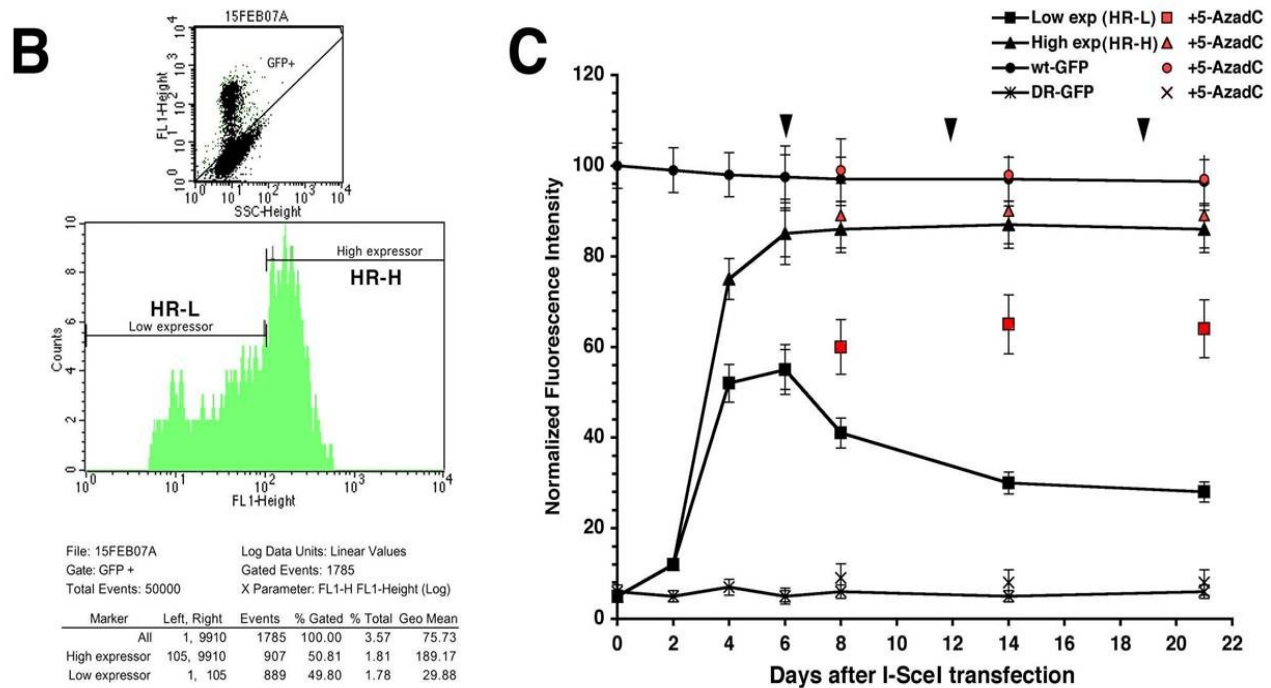 B
15FEB07A
GFP+
FL1-Height
10^0 10^1 10^2 10^3 10^4
10^0 10^1 10^2 10^3 10^4
SSC-Height
High expressor
HR-H
HR-L
Low expressor
Counts
0 2 4 6 8 10
10^0 10^1 10^2 10^3 10^4
FL1-Height
File: 15FEB07A Log Data Units: Linear Values
Gate: GFP + Gated Events: 1785
Total Events: 50000 X Parameter: FL1-H FL1-Height (Log)
Marker Left, Right Events % Gated % Total Geo Mean
All 1, 9910 1785 100.00 3.57 75.73
High expressor 105, 9910 907 50.81 1.81 189.17
Low expressor 1, 105 889 49.80 1.78 29.88
C
Low exp (HR-L) +5-AzadC
High exp(HR-H) +5-AzadC
wt-GFP +5-AzadC
DR-GFP +5-AzadC
Normalized Fluorescence Intensity
120
100
80
60
40
20
0
0 2 4 6 8 10 12 14 16 18 20 22
Days after I-SceI transfection